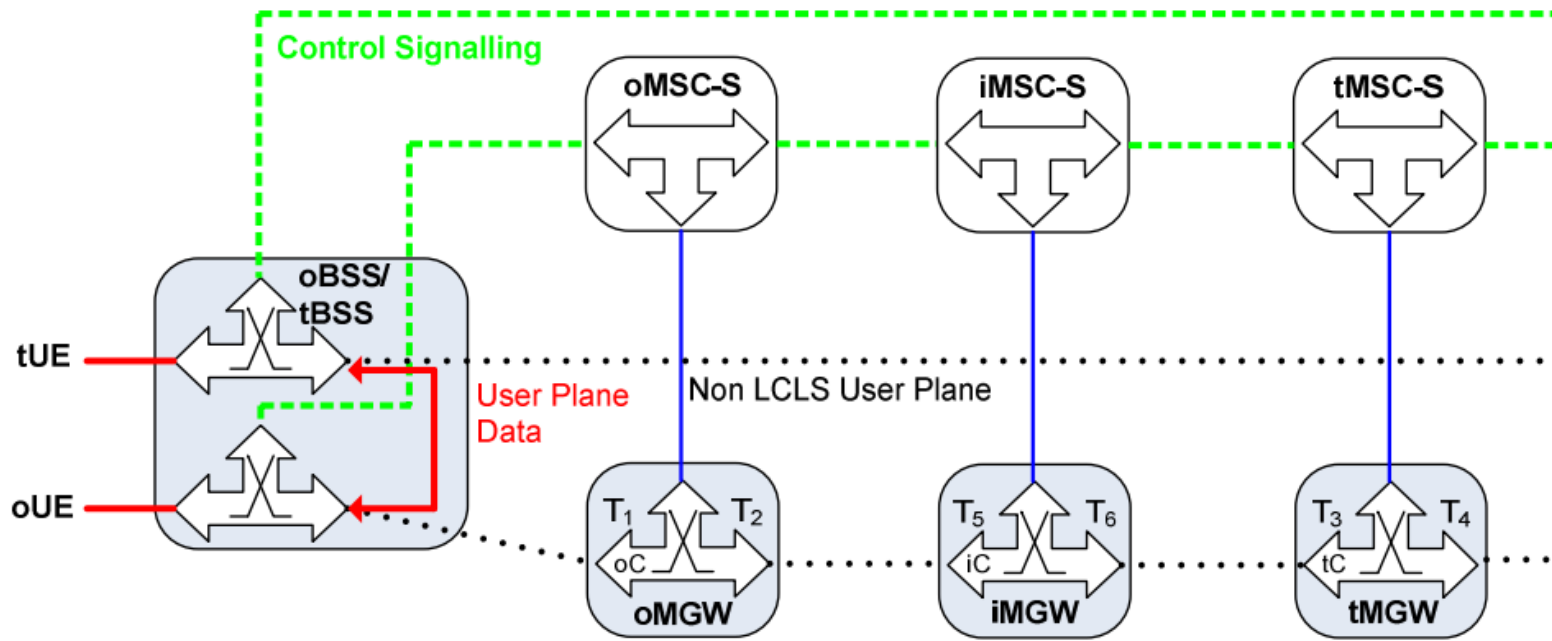 Control Signalling
oMSC-S
iMSC-S
tMSC-S
oBSS/
tBSS
tUE
User Plane
Data
Non LCLS User Plane
oUE
T1 T2
oC
oMGW
T5 T6
iC
iMGW
T3 T4
tC
tMGW